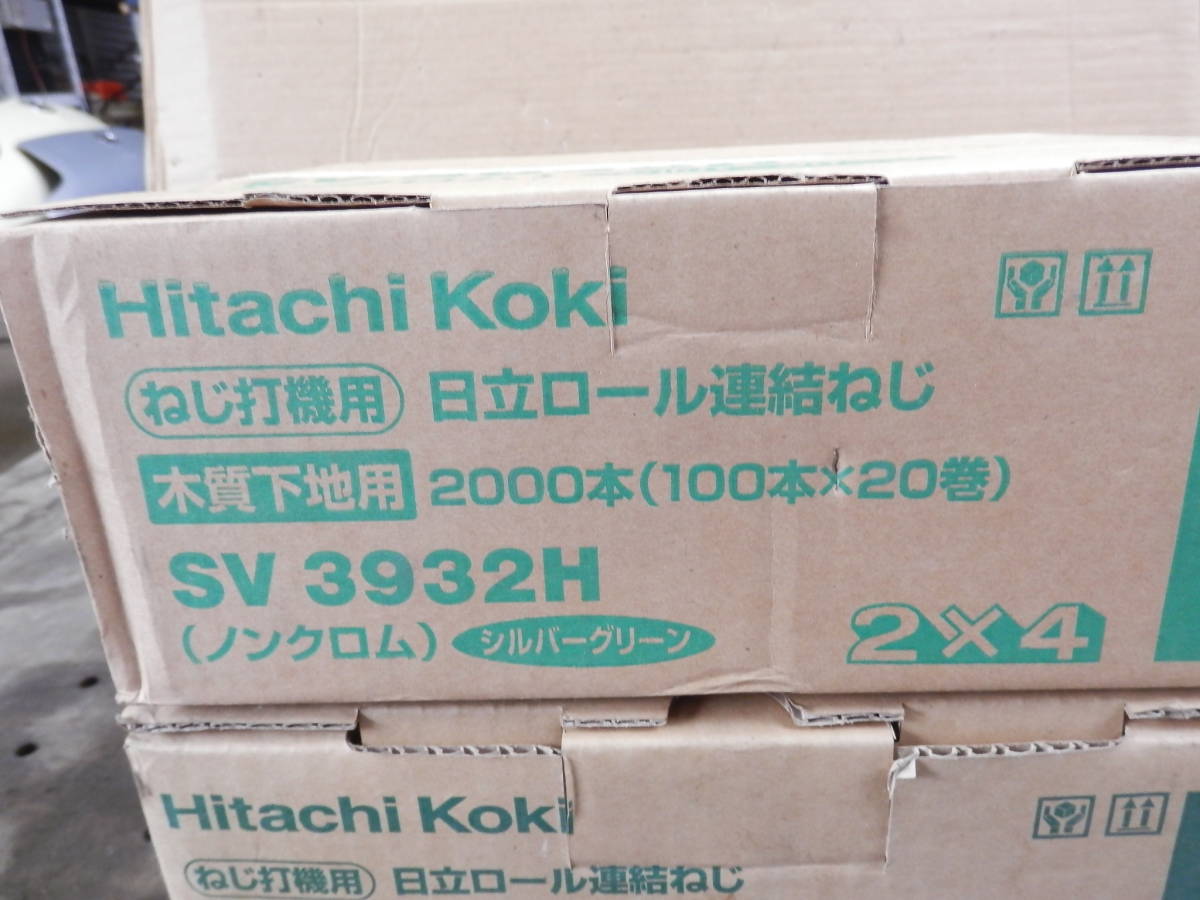 Hitachi Koki
ねじ打機用 日立ロール連結ねじ
木質下地用 2000本(100本×20巻)
SV 3932H
(ノンクロム) シルバーグリーン 2×4
Hitachi Koki
ねじ打機用 日立ロール連結ねじ